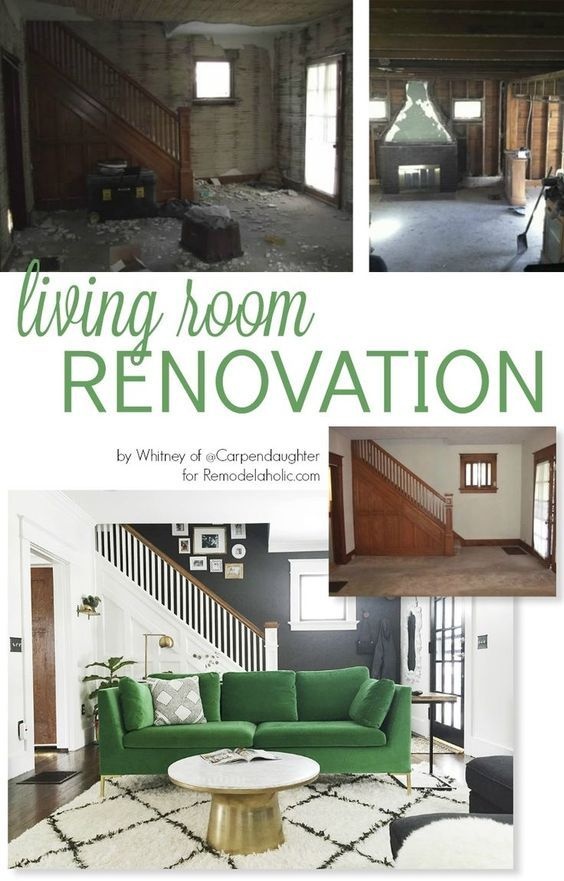 living room
RENOVATION
by Whitney of @Carpendaughter
for Remodelaholic.com